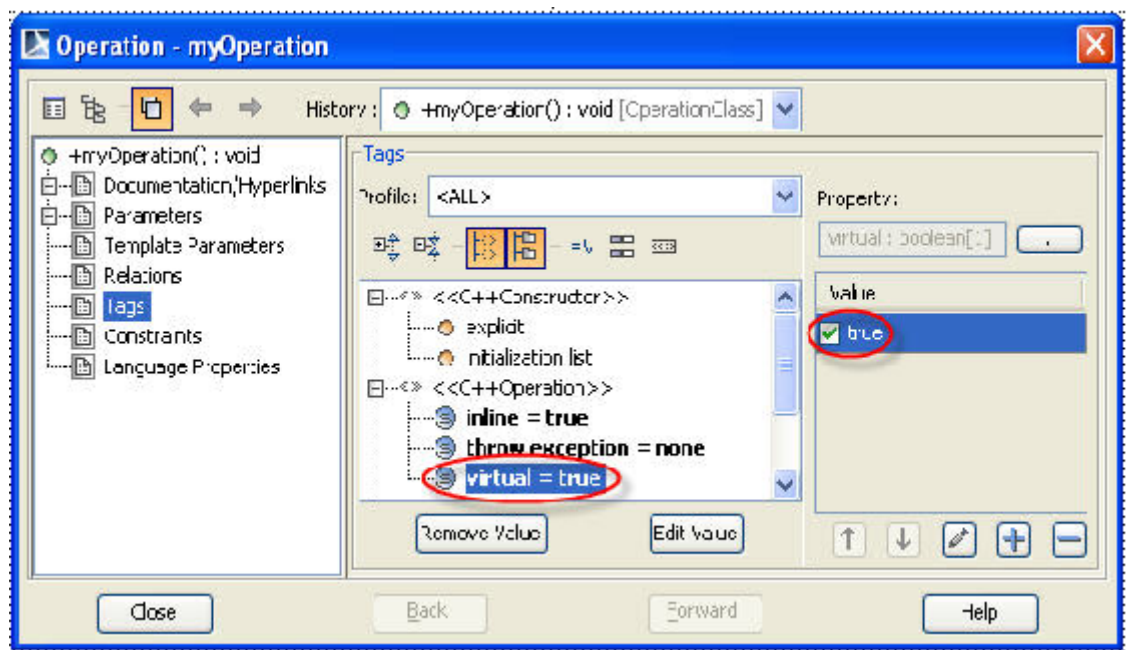 Operation - myOperation
History : +myOperation() : void [OperationClass]
+myOperation() : void
Documentation/Hyperlinks
Parameters
Template Parameters
Relations
Tags
Constraints
Language Properties
Tags
Profile: <ALL>
<<C++Constructor>>
explicit
initialization list
<<C++Operation>>
inline = true
throw exception = none
virtual = true
Remove Value
Edit Value
Property:
virtual : boolean[1]
Value
true
Close
Back
Forward
Help